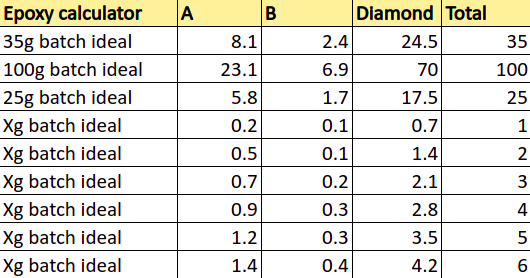 Epoxy calculator A B Diamond Total
35g batch ideal 8.1 2.4 24.5 35
100g batch ideal 23.1 6.9 70 100
25g batch ideal 5.8 1.7 17.5 25
Xg batch ideal 0.2 0.1 0.7 1
Xg batch ideal 0.5 0.1 1.4 2
Xg batch ideal 0.7 0.2 2.1 3
Xg batch ideal 0.9 0.3 2.8 4
Xg batch ideal 1.2 0.3 3.5 5
Xg batch ideal 1.4 0.4 4.2 6